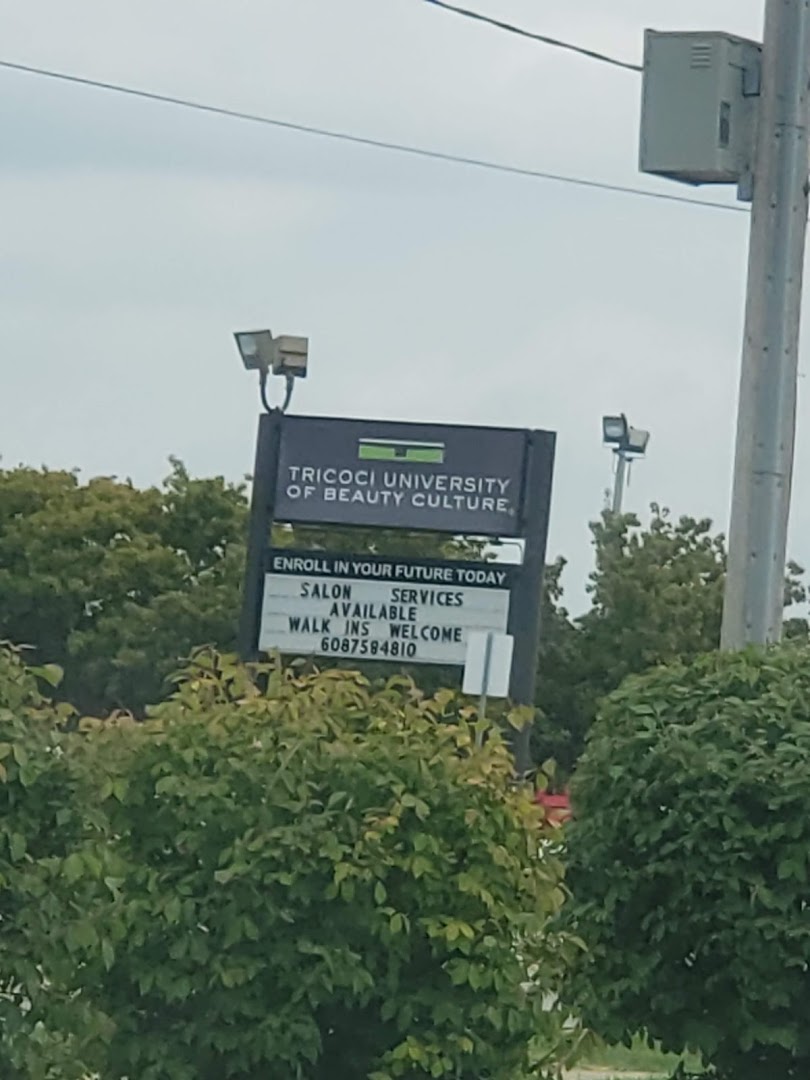 TRICOCI UNIVERSITY
OF BEAUTY CULTURE®
ENROLL IN YOUR FUTURE TODAY
SALON SERVICES
AVAILABLE
WALK INS WELCOME
6087584810